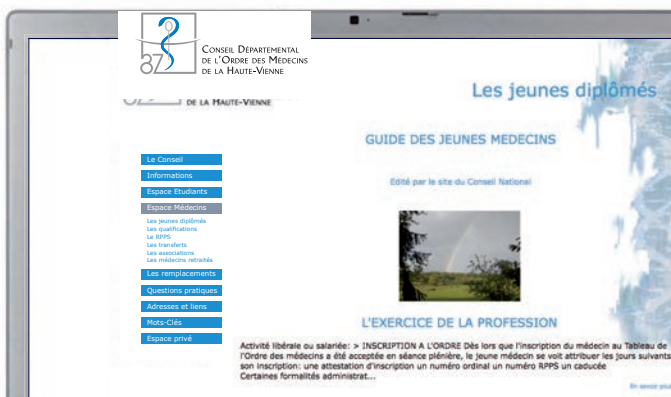 87
CONSEIL DÉPARTEMENTAL
DE L'ORDRE DES MÉDECINS
DE LA HAUTE-VIENNE
DE LA HAUTE-VIENNE
Les jeunes diplômés
GUIDE DES JEUNES MEDECINS
Edité par le site du Conseil National
Le Conseil
Informations
Espace Etudiants
Espace Médecins
Les jeunes diplômés
Les qualifications
Le RPPS
Les transferts
Les associations
Les médecins retraités
Les remplacements
Questions pratiques
Adresses et liens
Mots-Clés
Espace privé
L'EXERCICE DE LA PROFESSION
Activité libérale ou salariée: > INSCRIPTION A L'ORDRE Dès lors que l'inscription du médecin au Tableau de
l'Ordre des médecins a été acceptée en séance plénière, le jeune médecin se voit attribuer les jours suivants
son inscription: une attestation d'inscription un numéro ordinal un numéro RPPS un caducée
Certaines formalités administrat...
En savoir plus